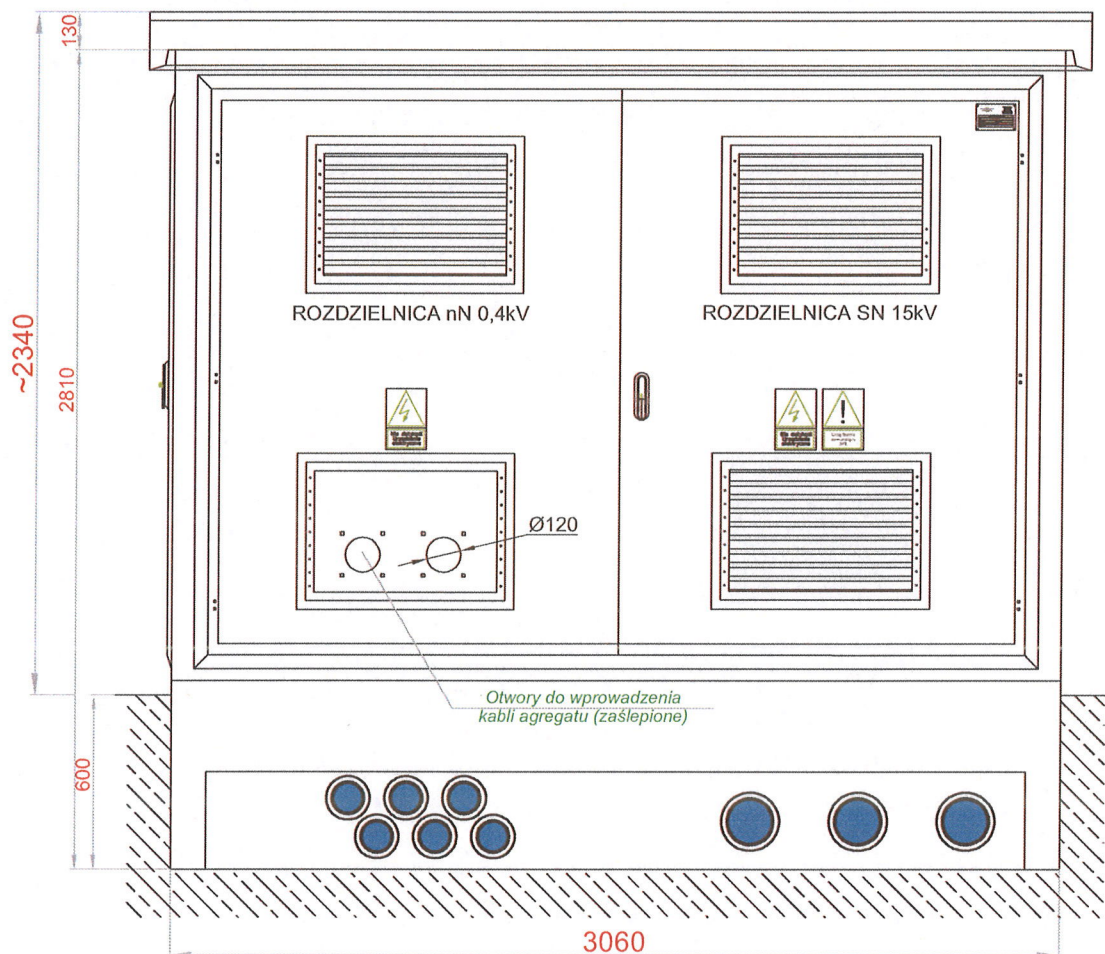 130
~2340
2810
ROZDZIELNICA nN 0,4kV
ROZDZIELNICA SN 15kV
Ø120
Otwory do wprowadzenia
kabli agregatu (zaślepione)
600
3060